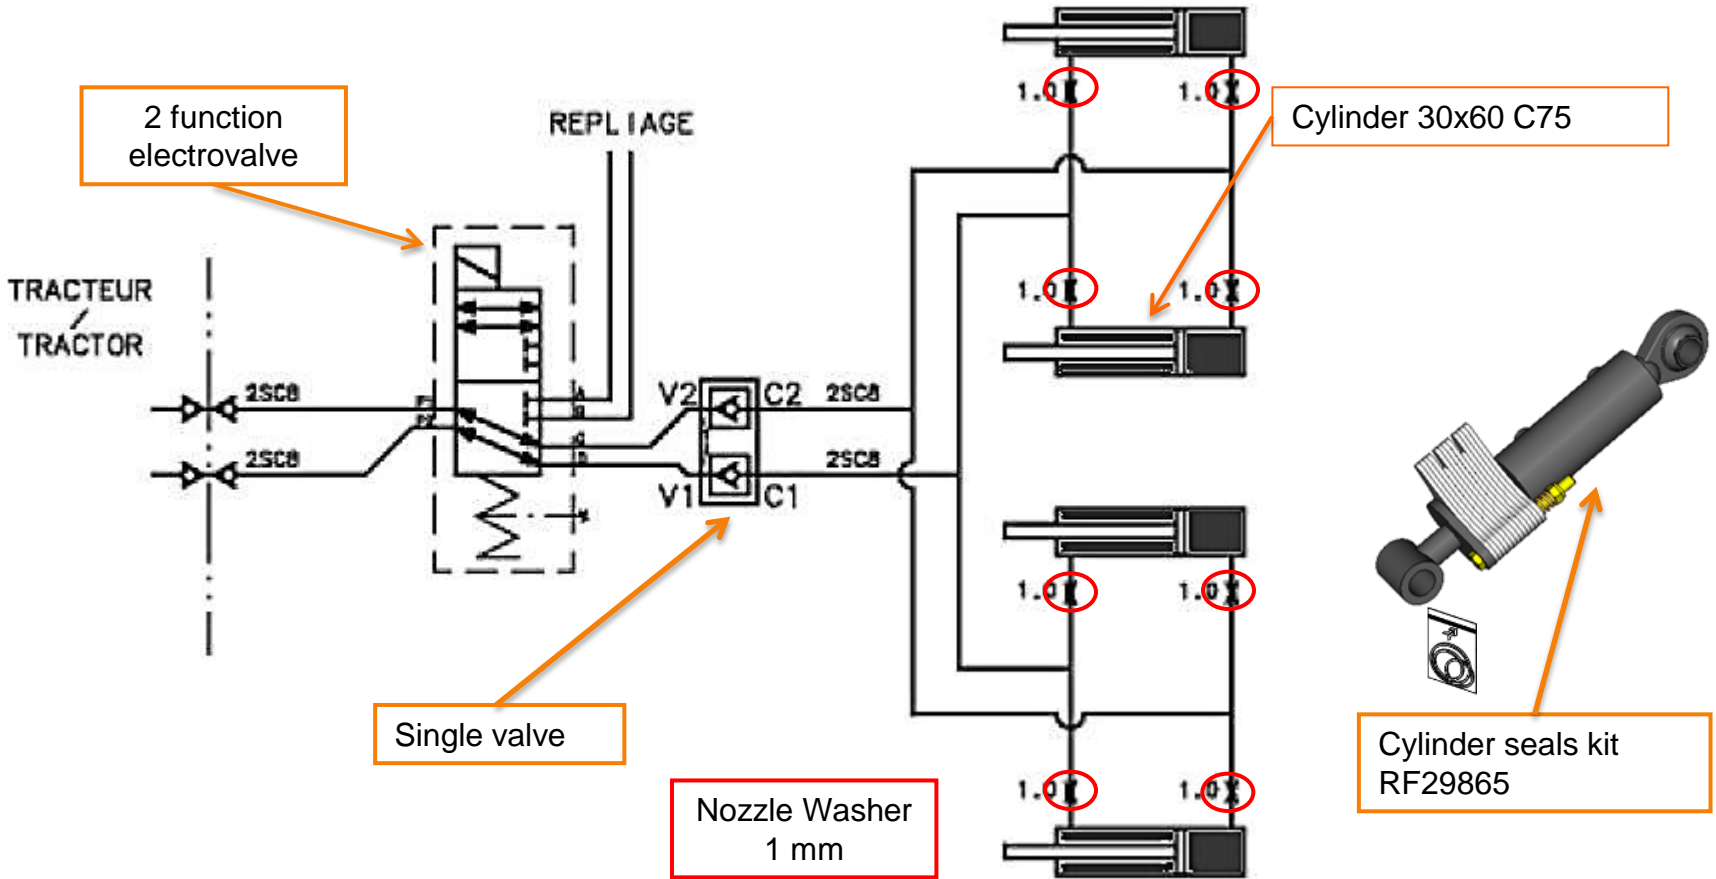 2 function
electrovalve
REPLIAGE
1.0
1.0
Cylinder 30x60 C75
TRACTEUR
/
TRACTOR
1.0
1.0
2SC8
V2
C2
2SC8
2SC8
V1
C1
2SC8
1.0
1.0
Single valve
Cylinder seals kit
RF29865
Nozzle Washer
1 mm
1.0
1.0